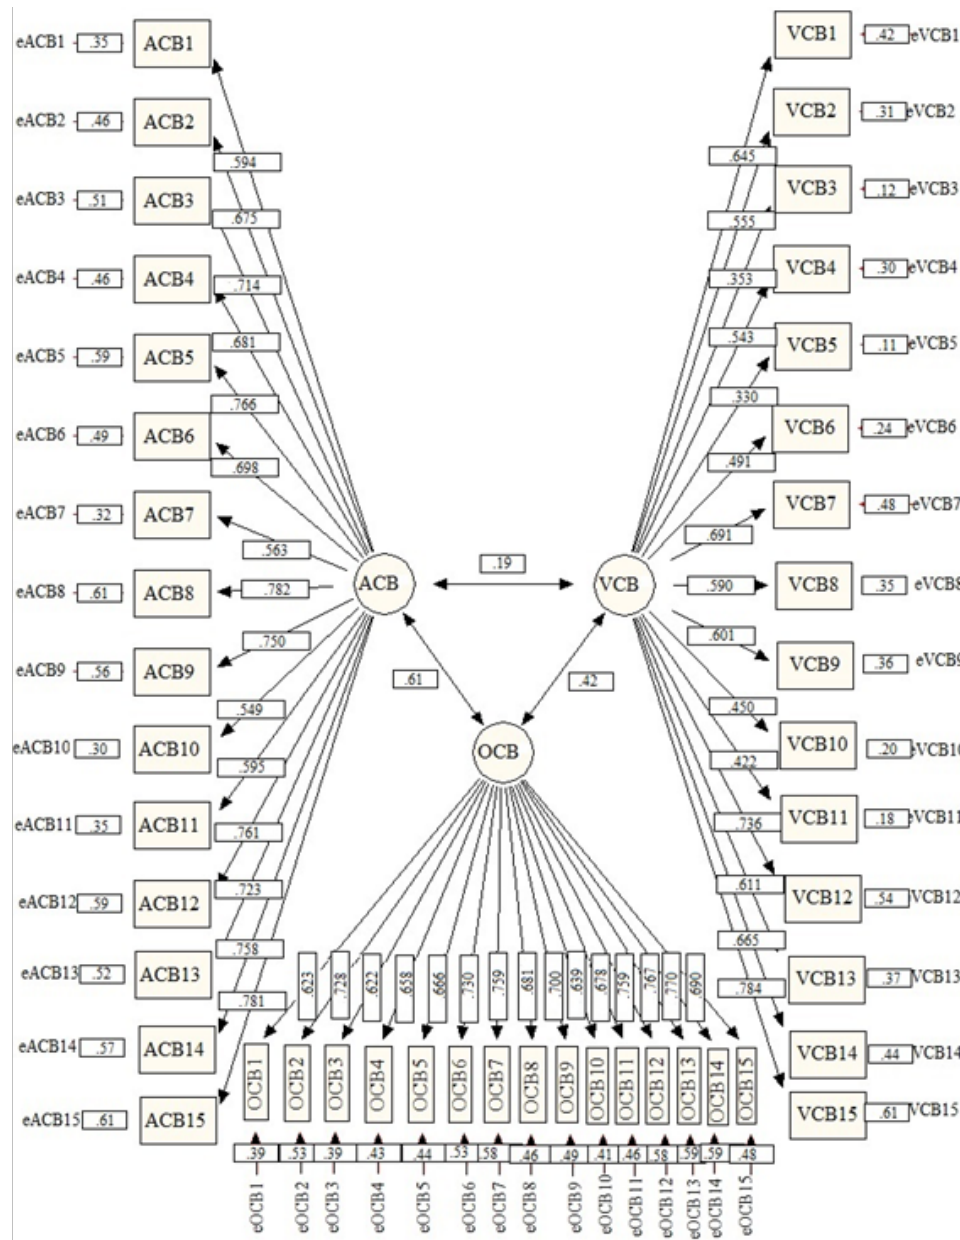 eACB1 .35 ACB1
eACB2 .46 ACB2
eACB3 .51 ACB3
eACB4 .46 ACB4
eACB5 .59 ACB5
eACB6 .49 ACB6
eACB7 .32 ACB7
eACB8 .61 ACB8
eACB9 .56 ACB9
eACB10 .30 ACB10
eACB11 .35 ACB11
eACB12 .59 ACB12
eACB13 .52 ACB13
eACB14 .57 ACB14
eACB15 .61 ACB15
.594
.675
.714
.681
.766
.698
.563
.782
.750
.549
.595
.761
.723
.758
.781
ACB
.19
VCB
.61
.42
OCB
.645
.555
.353
.543
.330
.491
.691
.590
.601
.450
.422
.736
.611
.665
.784
VCB1 .42 eVCB1
VCB2 .31 eVCB2
VCB3 .12 eVCB3
VCB4 .30 eVCB4
VCB5 .11 eVCB5
VCB6 .24 eVCB6
VCB7 .48 eVCB7
VCB8 .35 eVCB8
VCB9 .36 eVCB9
VCB10 .20 eVCB10
VCB11 .18 eVCB11
VCB12 .54 VCB12
VCB13 .37 VCB13
VCB14 .44 VCB14
VCB15 .61 VCB15
.623 .728 .622 .658 .666 .730 .759 .681 .700 .639 .678 .759 .767 .770 .690
OCB1 OCB2 OCB3 OCB4 OCB5 OCB6 OCB7 OCB8 OCB9 OCB10 OCB11 OCB12 OCB13 OCB14 OCB15
.39 .53 .39 .43 .44 .53 .58 .46 .49 .41 .46 .58 .59 .59 .48
eOCB1 eOCB2 eOCB3 eOCB4 eOCB5 eOCB6 eOCB7 eOCB8 eOCB9 eOCB10 eOCB11 eOCB12 eOCB13 eOCB14 eOCB15